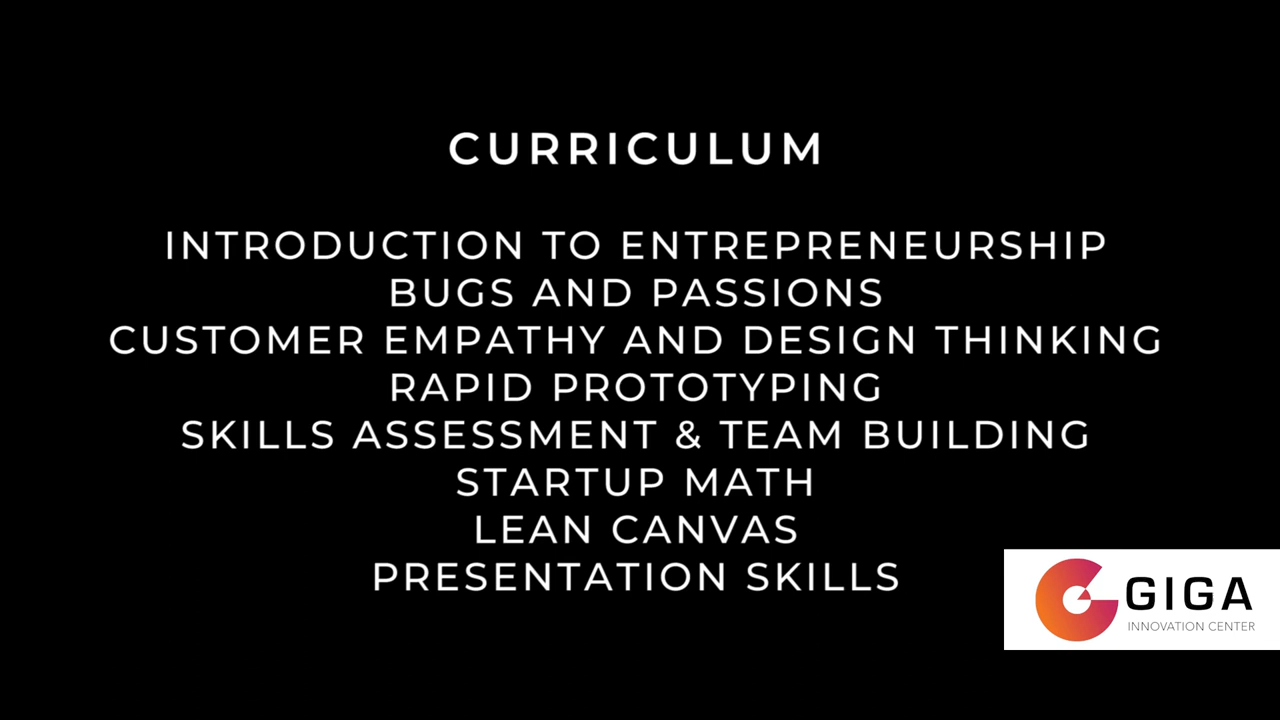 CURRICULUM
INTRODUCTION TO ENTREPRENEURSHIP
BUGS AND PASSIONS
CUSTOMER EMPATHY AND DESIGN THINKING
RAPID PROTOTYPING
SKILLS ASSESSMENT & TEAM BUILDING
STARTUP MATH
LEAN CANVAS
PRESENTATION SKILLS
GIGA
INNOVATION CENTER